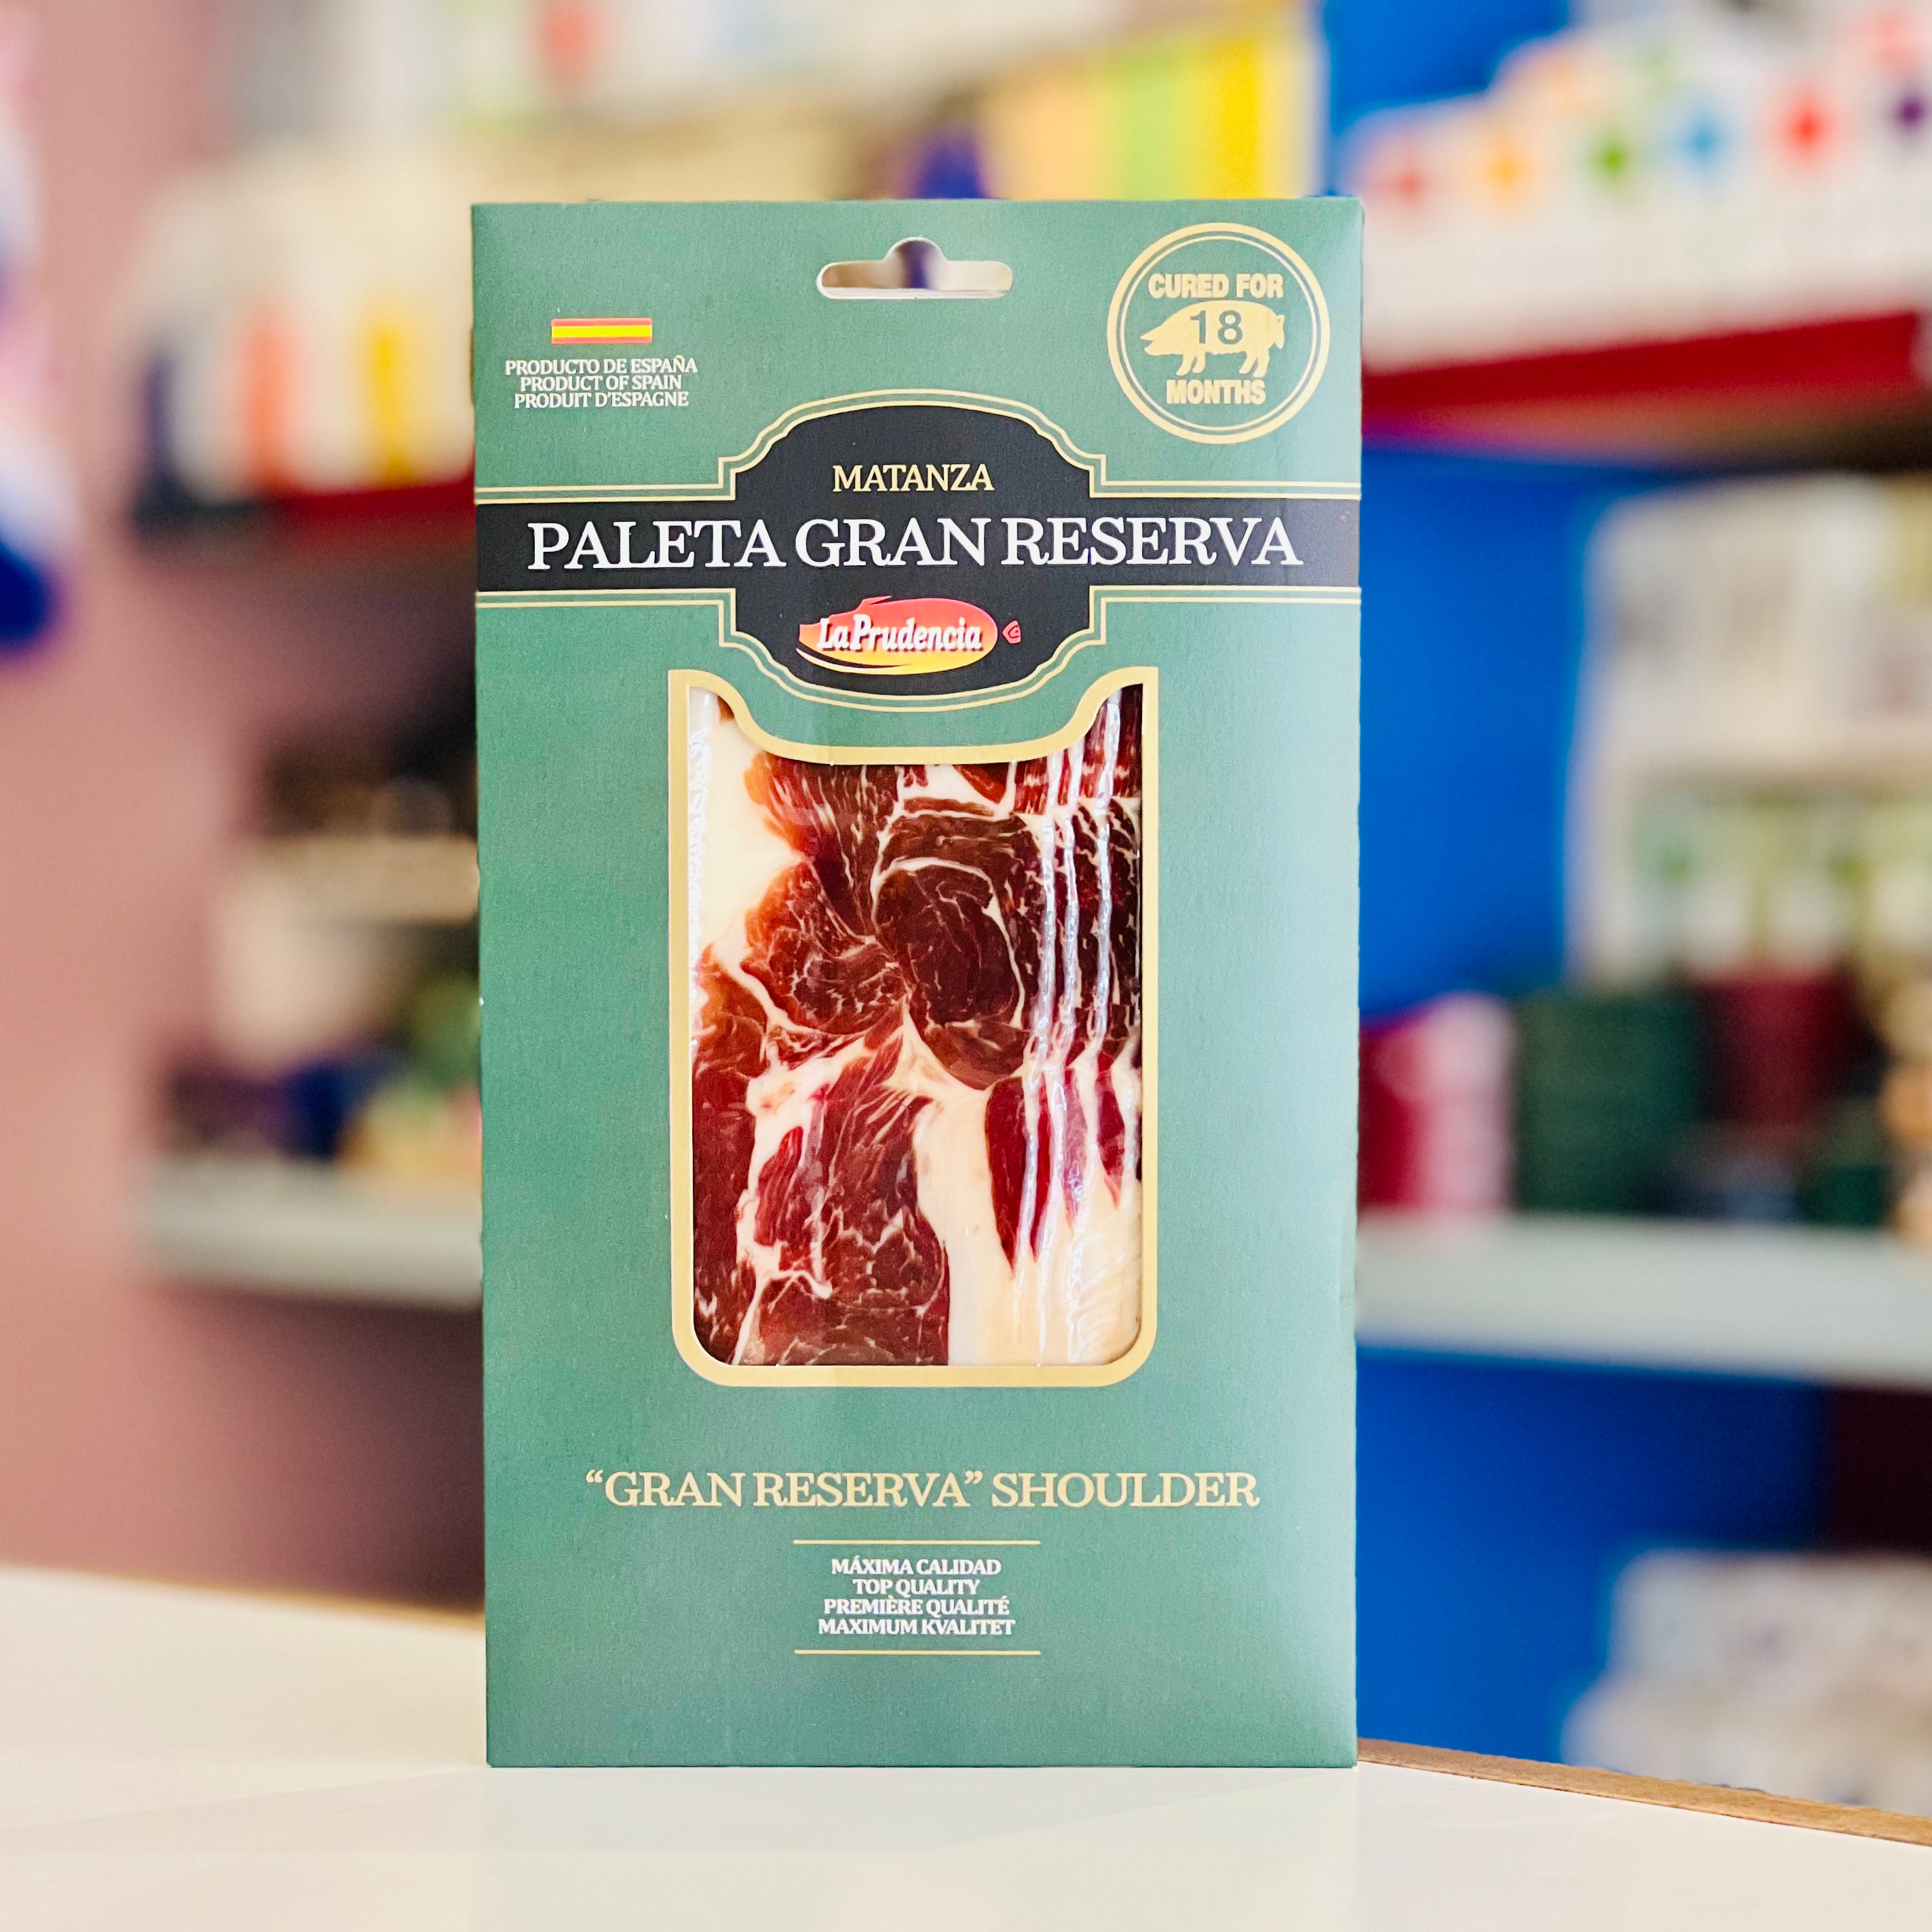 PRODUCTO DE ESPAÑA
PRODUCT OF SPAIN
PRODUIT D'ESPAGNE
CURED FOR
18
MONTHS
MATANZA
PALETA GRAN RESERVA
La Prudencia
“GRAN RESERVA” SHOULDER
MÁXIMA CALIDAD
TOP QUALITY
PREMIÈRE QUALITÉ
MAXIMUM KVALITET